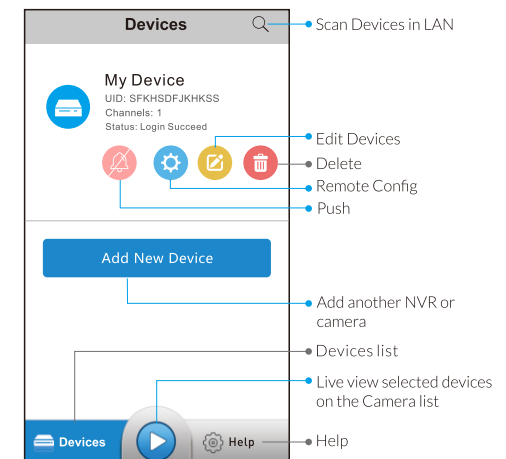 Devices
Scan Devices in LAN
My Device
UID: SFKHSDFJKHKSS
Channels: 1
Status: Login Succeed
Edit Devices
Delete
Remote Config
Push
Add New Device
Add another NVR or
camera
Devices list
Live view selected devices
on the Camera list
Devices
Help
Help